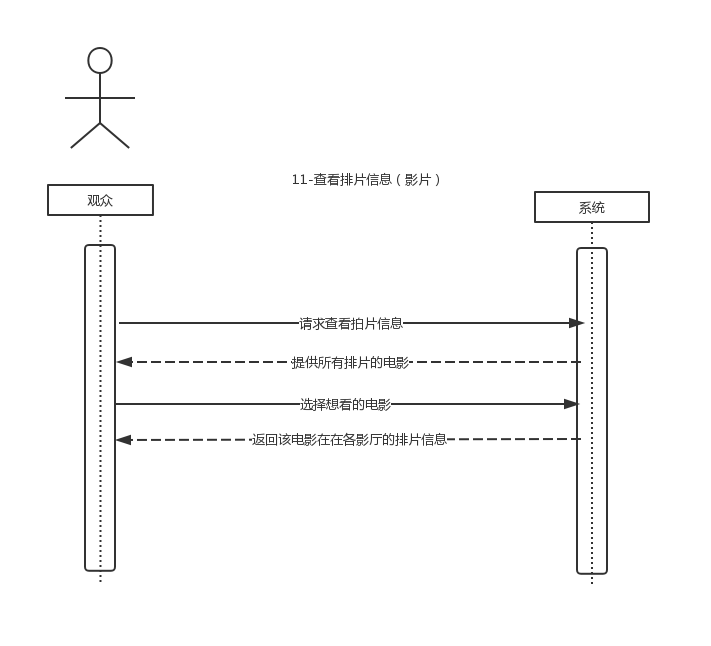 11-查看排片信息（影片）
观众
系统
请求查看拍片信息
提供所有排片的电影
选择想看的电影
返回该电影在在各影厅的排片信息